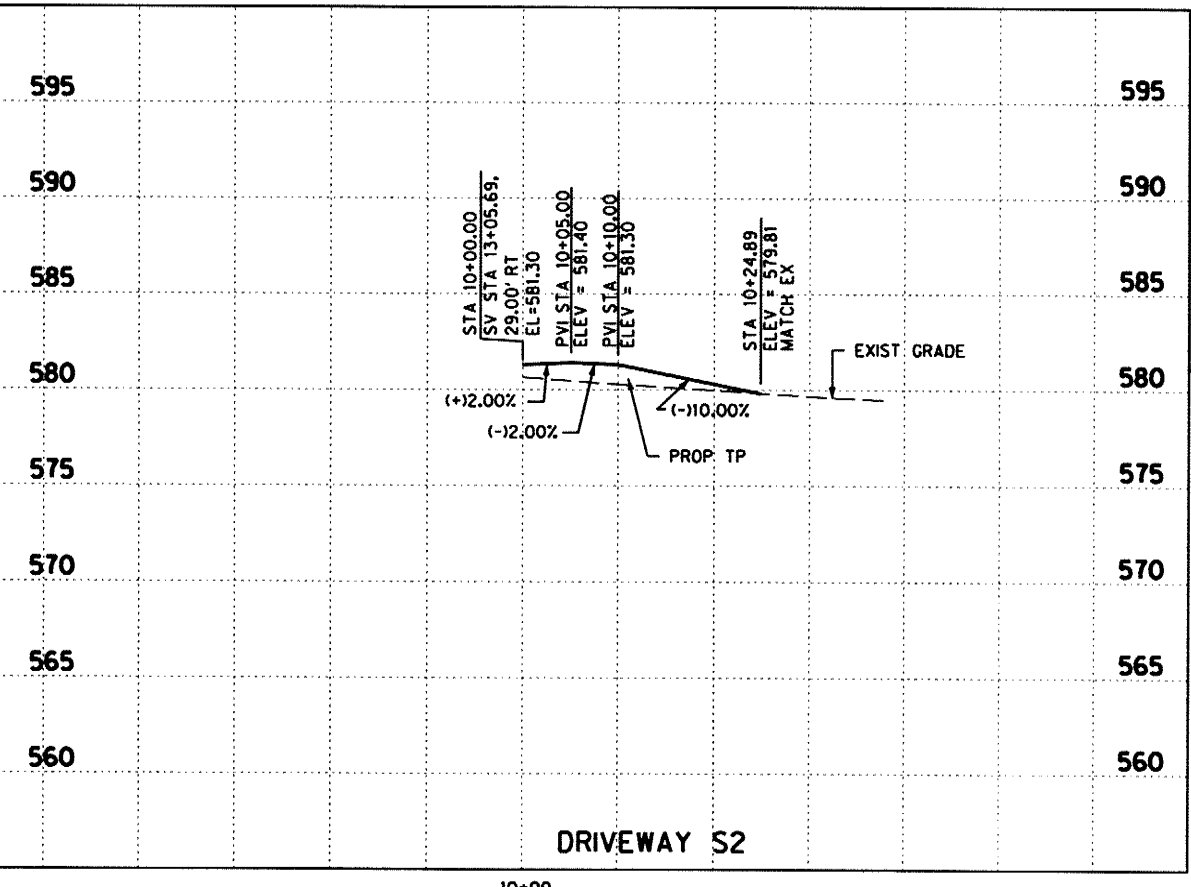 595
595
590
590
585
585
580
580
575
575
570
570
565
565
560
560
STA 10+00.00
SV STA 13+05.69,
29.00' RT
EL=581.30
PVI STA 10+05.00
ELEV = 581.40
PVI STA 10+10.00
ELEV = 581.30
STA 10+24.89
ELEV = 579.81
MATCH EX
EXIST GRADE
(+)2.00%
(-)2.00%
(-)10.00%
PROP TP
DRIVEWAY S2
10+00